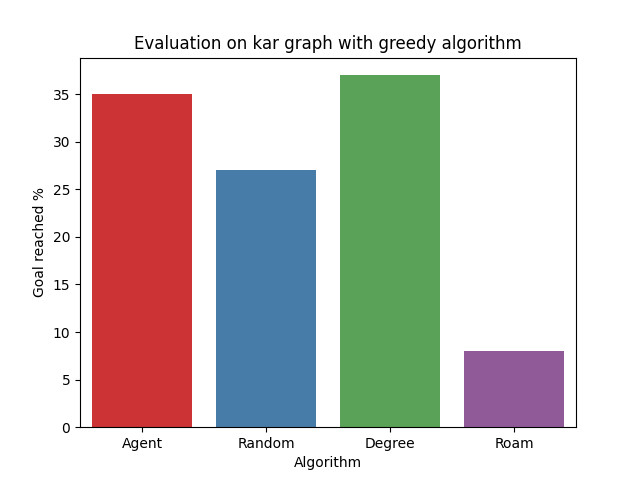 Evaluation on kar graph with greedy algorithm
Goal reached %
35
30
25
20
15
10
5
0
Agent Random Degree Roam
Algorithm